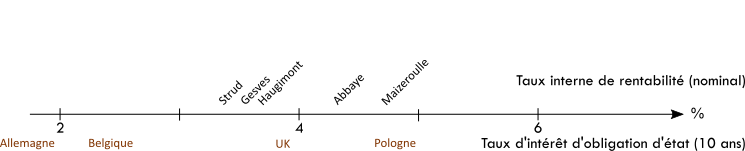 Strud
Gesves
Haugimont
Abbaye
Maizeroulle
Taux interne de rentabilité (nominal)
%
2
4
6
Allemagne
Belgique
UK
Pologne
Taux d'intérêt d'obligation d'état (10 ans)